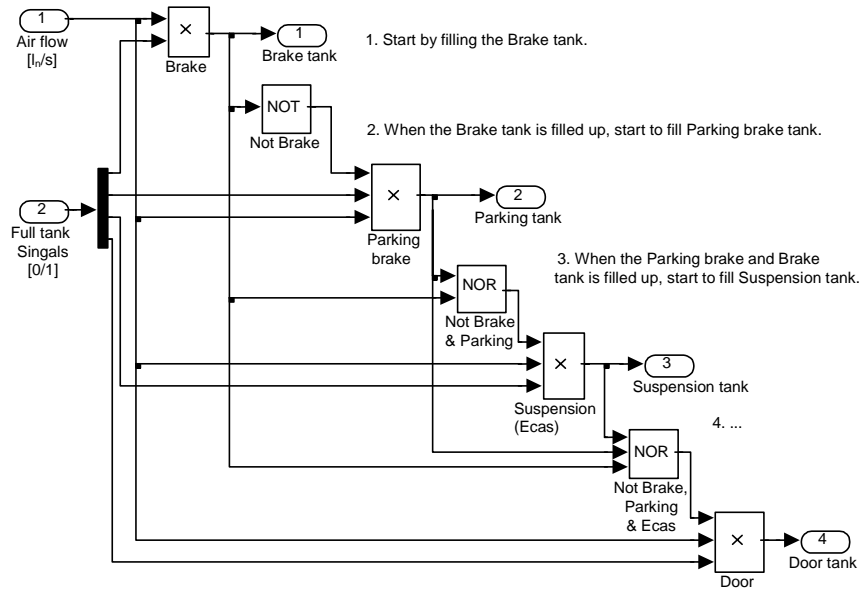 1
Air flow
[lₙ/s]
×
Brake
1
Brake tank
1. Start by filling the Brake tank.
NOT
Not Brake
2. When the Brake tank is filled up, start to fill Parking brake tank.
2
Full tank
Singals
[0/1]
×
Parking
brake
2
Parking tank
3. When the Parking brake and Brake
tank is filled up, start to fill Suspension tank.
NOR
Not Brake
& Parking
×
Suspension
(Ecas)
3
Suspension tank
4. ...
NOR
Not Brake,
Parking
& Ecas
×
Door
4
Door tank